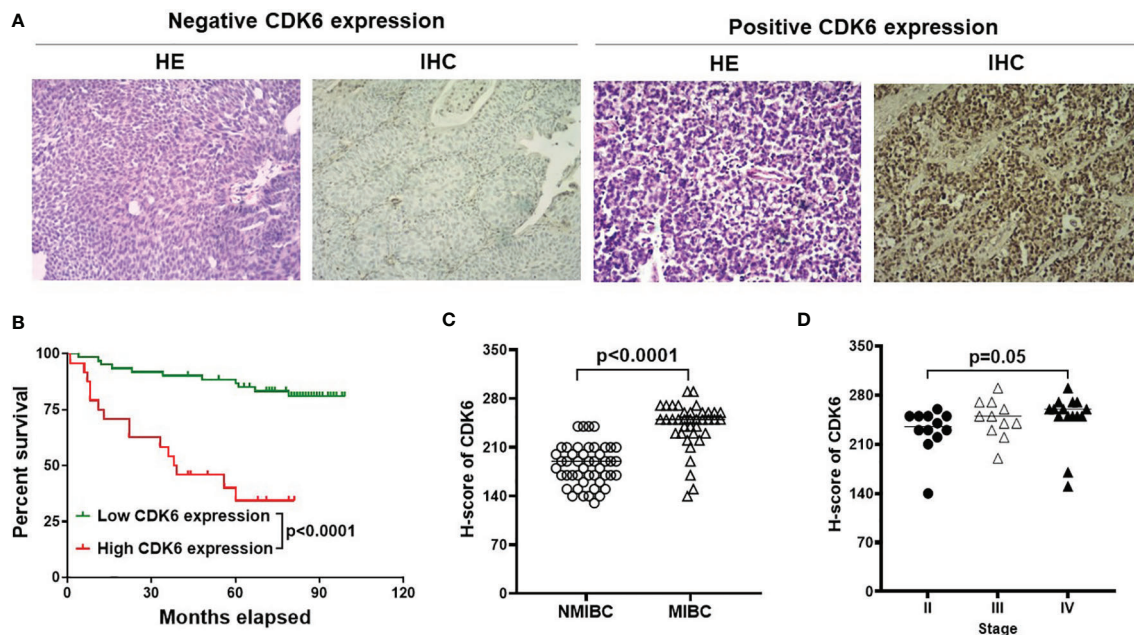 A
Negative CDK6 expression
Positive CDK6 expression
HE
IHC
HE
IHC
B
100
75
50
25
0
0
30
60
90
120
Percent survival
Months elapsed
Low CDK6 expression
High CDK6 expression
p<0.0001
C
350
280
210
140
70
0
H-score of CDK6
p<0.0001
NMIBC
MIBC
D
350
280
210
140
70
0
H-score of CDK6
p=0.05
II
III
IV
Stage